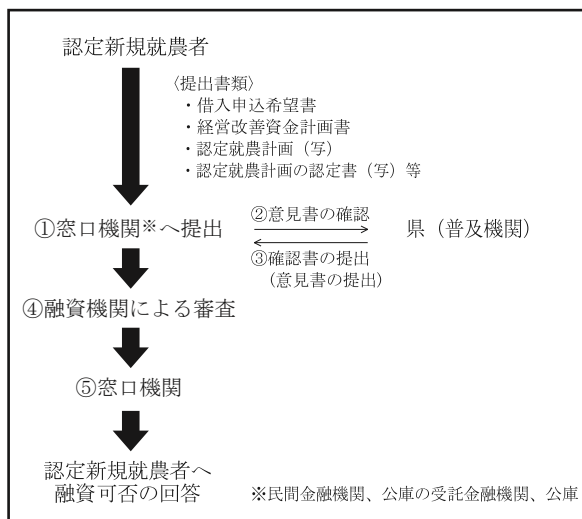 認定新規就農者
〈提出書類〉
・借入申込希望書
・経営改善資金計画書
・認定就農計画（写）
・認定就農計画の認定書（写）等
①窓口機関※へ提出
②意見書の確認
県（普及機関）
③確認書の提出
（意見書の提出）
④融資機関による審査
⑤窓口機関
認定新規就農者へ
融資可否の回答
※民間金融機関、公庫の受託金融機関、公庫